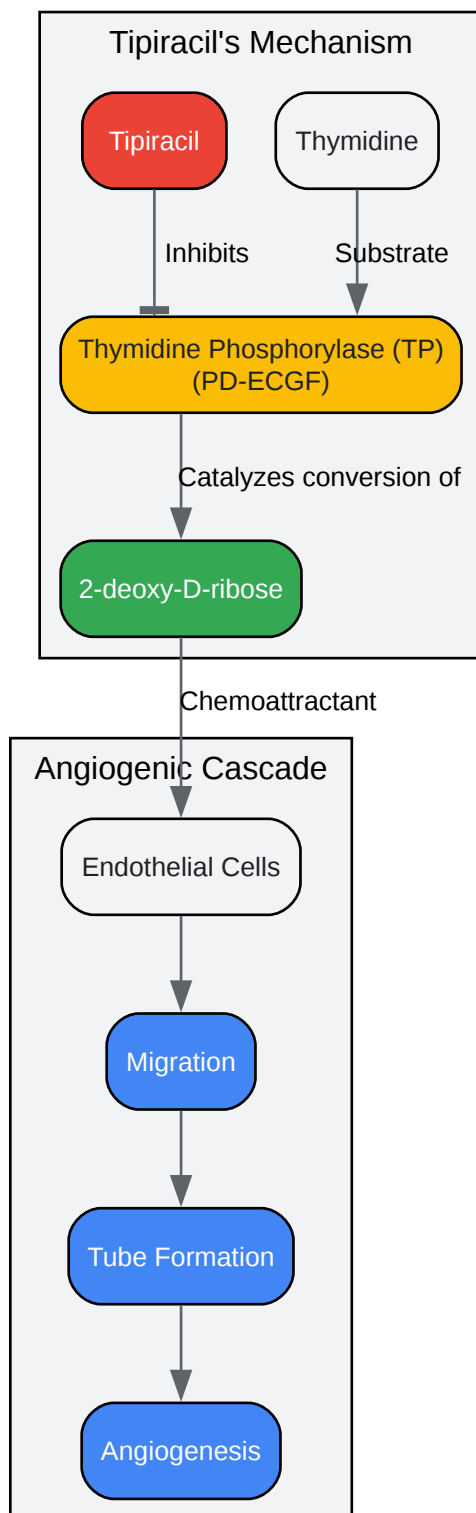 Tipiracil's Mechanism
Tipiracil
Thymidine
Inhibits
Substrate
Thymidine Phosphorylase (TP)
(PD-ECGF)
Catalyzes conversion of
2-deoxy-D-ribose
Chemoattractant
Angiogenic Cascade
Endothelial Cells
Migration
Tube Formation
Angiogenesis